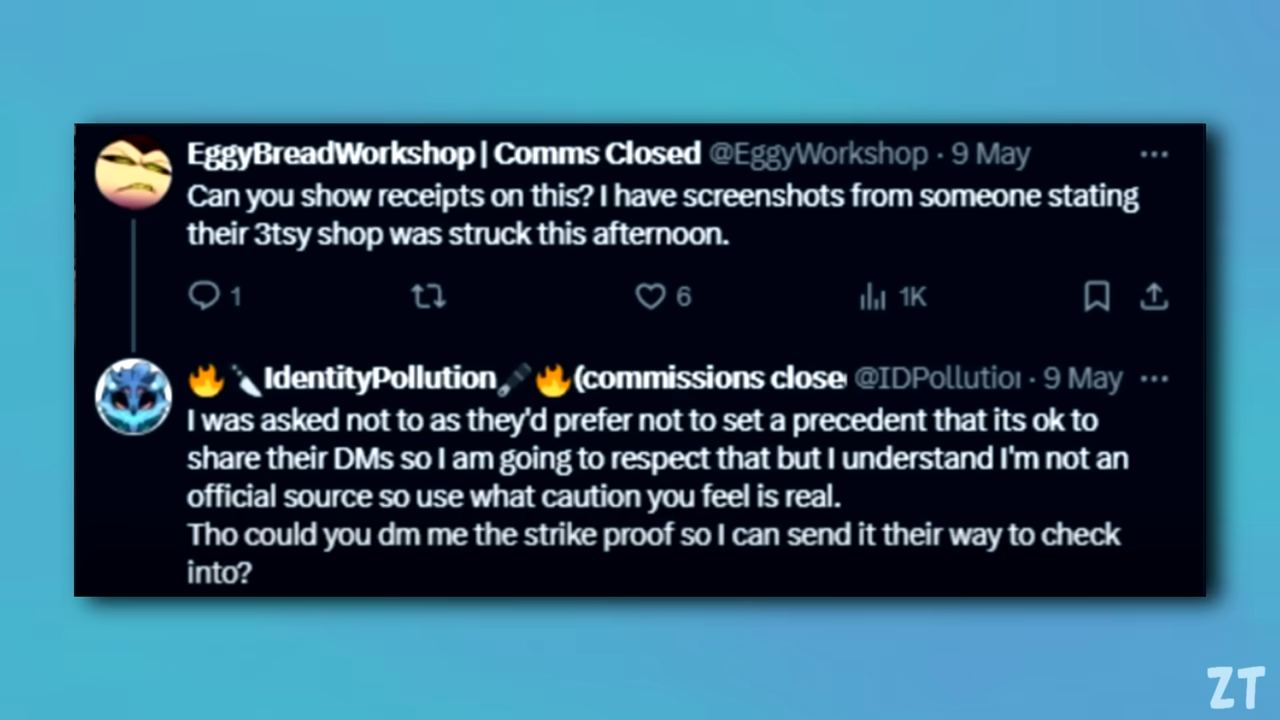 EggyBreadWorkshop | Comms Closed @EggyWorkshop · 9 May
Can you show receipts on this? I have screenshots from someone stating
their 3tsy shop was struck this afternoon.
1 6 1K
🔥🔪IdentityPollution🎤🔥(commissions close @IDPollutio · 9 May
I was asked not to as they'd prefer not to set a precedent that its ok to
share their DMs so I am going to respect that but I understand I'm not an
official source so use what caution you feel is real.
Tho could you dm me the strike proof so I can send it their way to check
into?
ZT